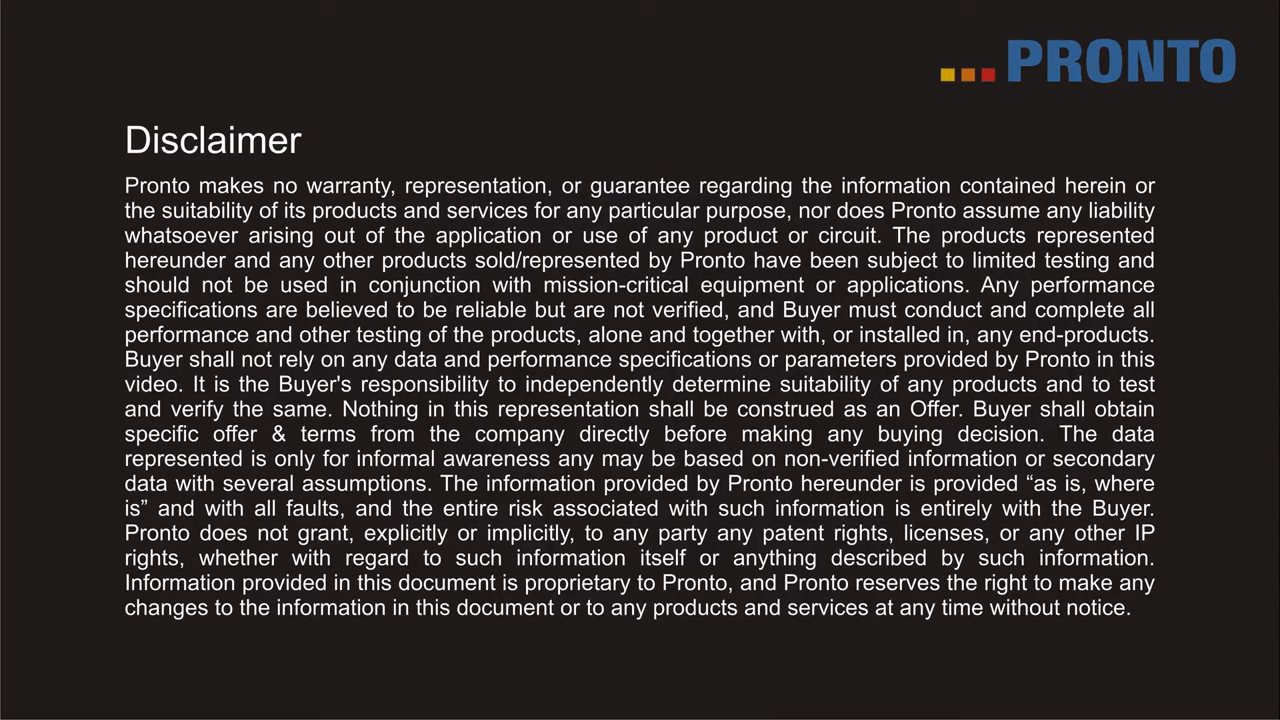 PRONTO
Disclaimer
Pronto makes no warranty, representation, or guarantee regarding the information contained herein or
the suitability of its products and services for any particular purpose, nor does Pronto assume any liability
whatsoever arising out of the application or use of any product or circuit. The products represented
hereunder and any other products sold/represented by Pronto have been subject to limited testing and
should not be used in conjunction with mission-critical equipment or applications. Any performance
specifications are believed to be reliable but are not verified, and Buyer must conduct and complete all
performance and other testing of the products, alone and together with, or installed in, any end-products.
Buyer shall not rely on any data and performance specifications or parameters provided by Pronto in this
video. It is the Buyer's responsibility to independently determine suitability of any products and to test
and verify the same. Nothing in this representation shall be construed as an Offer. Buyer shall obtain
specific offer & terms from the company directly before making any buying decision. The data
represented is only for informal awareness any may be based on non-verified information or secondary
data with several assumptions. The information provided by Pronto hereunder is provided “as is, where
is” and with all faults, and the entire risk associated with such information is entirely with the Buyer.
Pronto does not grant, explicitly or implicitly, to any party any patent rights, licenses, or any other IP
rights, whether with regard to such information itself or anything described by such information.
Information provided in this document is proprietary to Pronto, and Pronto reserves the right to make any
changes to the information in this document or to any products and services at any time without notice.